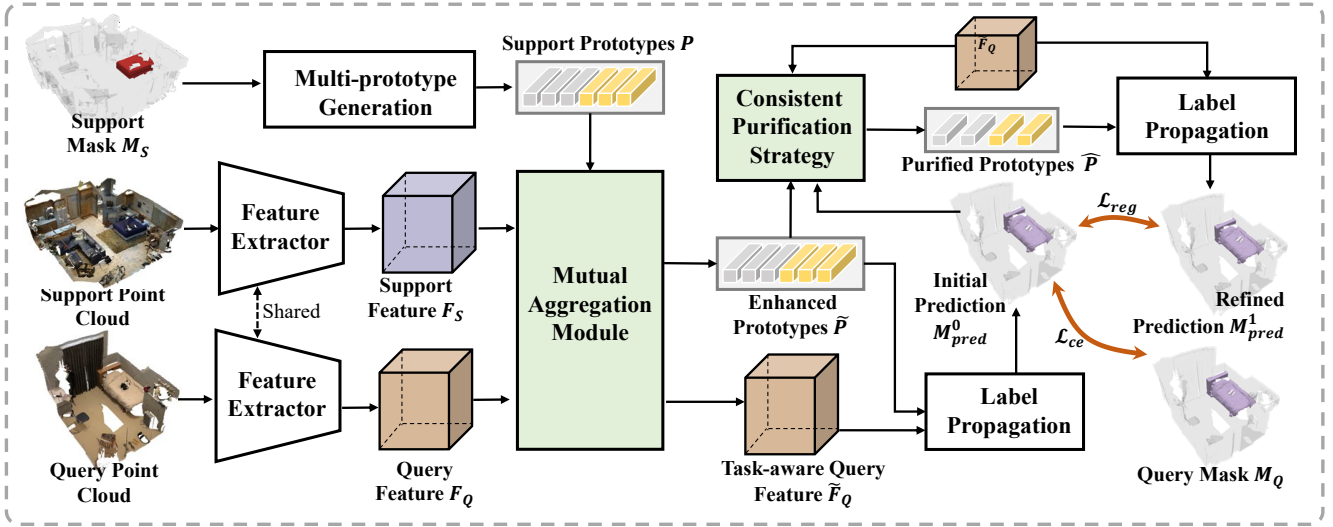 Support
Mask M_S
Multi-prototype
Generation
Support Prototypes P
F̃_Q
Consistent
Purification
Strategy
Purified Prototypes P̂
Label
Propagation
Support Point
Cloud
Feature
Extractor
Support
Feature F_S
Shared
Mutual
Aggregation
Module
Enhanced
Prototypes P̃
Initial
Prediction
M^0_pred
ℒ_reg
Refined
Prediction M^1_pred
ℒ_ce
Query Point
Cloud
Feature
Extractor
Query
Feature F_Q
Task-aware Query
Feature F̃_Q
Label
Propagation
Query Mask M_Q